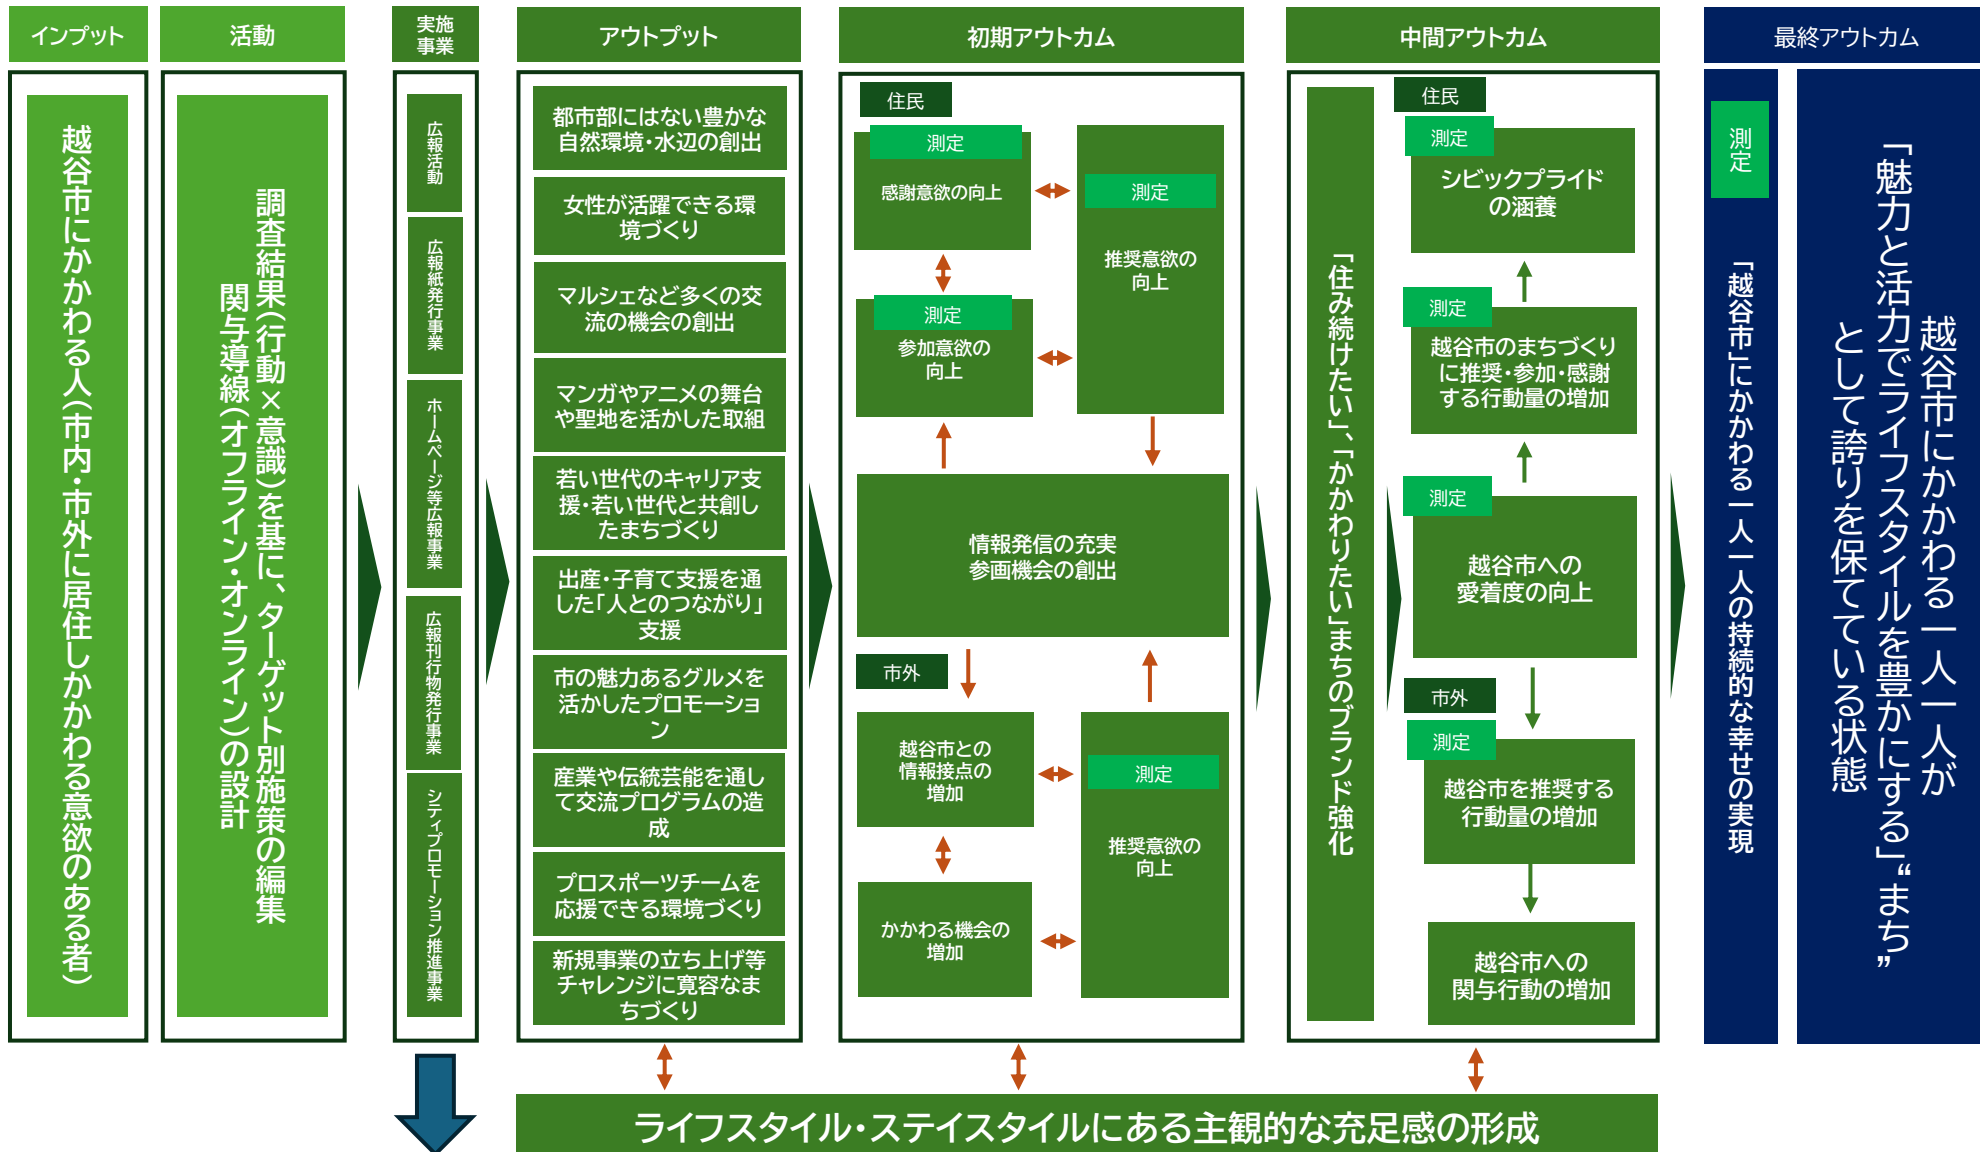 インプット
越谷市にかかわる人(市内・市外に居住しかかわる意欲のある者)
活動
調査結果(行動×意識)を基に、ターゲット別施策の編集
関与導線(オフライン・オンライン)の設計
実施
事業
広報活動
広報紙発行事業
ホームページ等広報事業
広報刊行物発行事業
シティプロモーション推進事業
アウトプット
都市部にはない豊かな
自然環境・水辺の創出
女性が活躍できる環
境づくり
マルシェなど多くの交
流の機会の創出
マンガやアニメの舞台
や聖地を活かした取組
若い世代のキャリア支
援・若い世代と共創し
たまちづくり
出産・子育て支援を通
した「人とのつながり」
支援
市の魅力あるグルメを
活かしたプロモーショ
ン
産業や伝統芸能を通し
て交流プログラムの造
成
プロスポーツチームを
応援できる環境づくり
新規事業の立ち上げ等
チャレンジに寛容なま
ちづくり
初期アウトカム
住民
測定
感謝意欲の向上
測定
推奨意欲の
向上
測定
参加意欲の
向上
情報発信の充実
参画機会の創出
市外
越谷市との
情報接点の
増加
測定
推奨意欲の
向上
かかわる機会の
増加
中間アウトカム
「住み続けたい」、「かかわりたい」まちのブランド強化
住民
測定
シビックプライド
の涵養
測定
越谷市のまちづくり
に推奨・参加・感謝
する行動量の増加
測定
越谷市への
愛着度の向上
市外
測定
越谷市を推奨する
行動量の増加
越谷市への
関与行動の増加
最終アウトカム
測定
「越谷市」にかかわる一人一人の持続的な幸せの実現
越谷市にかかわる一人一人が
「魅力と活力でライフスタイルを豊かにする」“まち”
として誇りを保てている状態
ライフスタイル・ステイスタイルにある主観的な充足感の形成